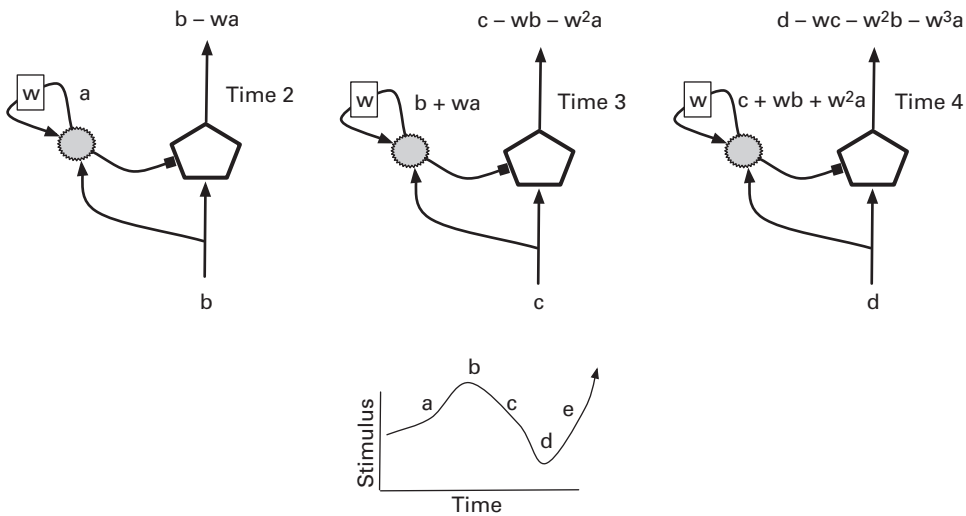 b – wa
w
a
Time 2
b
c – wb – w²a
w
b + wa
Time 3
c
d – wc – w²b – w³a
w
c + wb + w²a
Time 4
d
Stimulus
a
b
c
d
e
Time